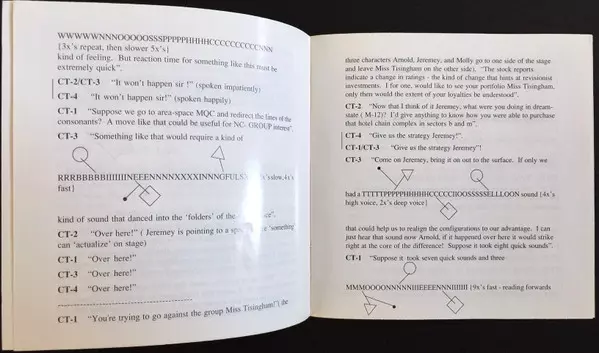 WWWWWNNNOOOOOSSSPPPPPHHHHCCCCCCCCCCNNN
[3x's repeat, then slower 5x's]
kind of feeling. But reaction time for something like this must be
extremely quick".
CT-2/CT-3 "It won't happen sir !" (spoken impatiently)
CT-4 "It won't happen sir!" (spoken happily)
CT-1 "Suppose we go to area-space MQC and redirect the lines of the
consonants? A move like that could be useful for NC- GROUP interest".
CT-3 "Something like that would require a kind of
RRRBBBBBIIIIIIIINEEENNNNXXXXINNNGFULS 's slow,4x's
fast]
kind of sound that danced into the 'folders' of the
CT-2 "Over here!" ( Jeremey is pointing to a 'something'
can 'actualize' on stage)
CT-1 "Over here!"
CT-3 "Over here!"
CT-4 "Over here!"
CT-1 "You're trying to go against the group Miss Tisingham!"( the
three characters Arnold, Jeremey, and Molly go to one side of the stage
and leave Miss Tisingham on the other side). "The stock reports
indicate a change in ratings - the kind of change that hints at revisionist
investments. I for one, would like to see your portfolio Miss Tisingham,
only then would the extent of your loyalties be understood".
CT-2 "Now that I think of it Jeremey, what were you doing in dream-
state ( M-12)? I'd give anything to know how you were able to purchase
that hotel chain complex in sectors b and m".
CT-4 "Give us the strategy Jeremey!".
CT-1/CT-3 "Give us the strategy Jeremey"!
CT-3 "Come on Jeremey, bring it on out to the surface. If only we
had a TTTTTPPPPPHHHHHCCCCCIIOOSSSSSELLLOON sound [4x's
high voice, 2x's deep voice]
that could help us to realign the configurations to our advantage. I can
just hear that sound now Arnold, if it happened over here it would strike
right at the core of the difference! Suppose it took eight quick sounds".
CT-1 "Suppose it took seven quick sounds and three
MMMOOOONNNNNIIIEEEENNNIIIIIII [9x's fast - reading forwards